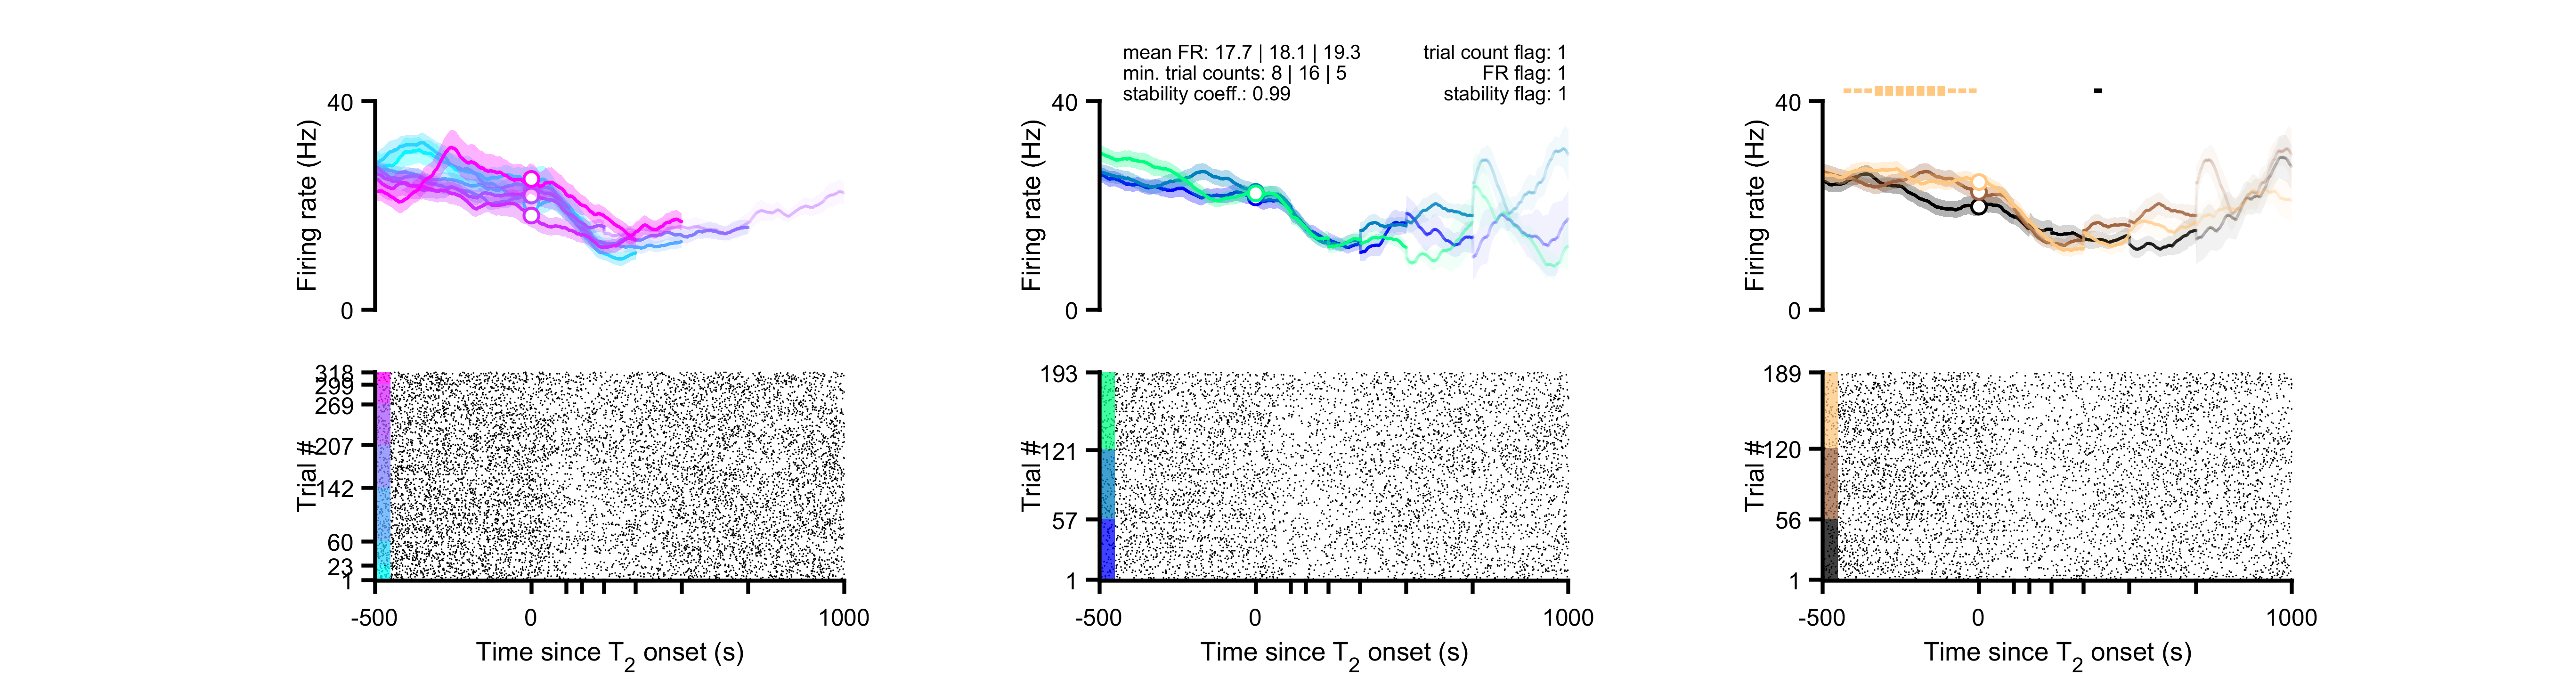 mean FR: 17.7 | 18.1 | 19.3
trial count flag: 1
min. trial counts: 8 | 16 | 5
FR flag: 1
stability coeff.: 0.99
stability flag: 1
40
Firing rate (Hz)
0
40
Firing rate (Hz)
0
40
Firing rate (Hz)
0
318
299
269
207
142
60
23
1
Trial #
-500
0
1000
Time since T2 onset (s)
193
121
57
1
Trial #
-500
0
1000
Time since T2 onset (s)
189
120
56
1
Trial #
-500
0
1000
Time since T2 onset (s)